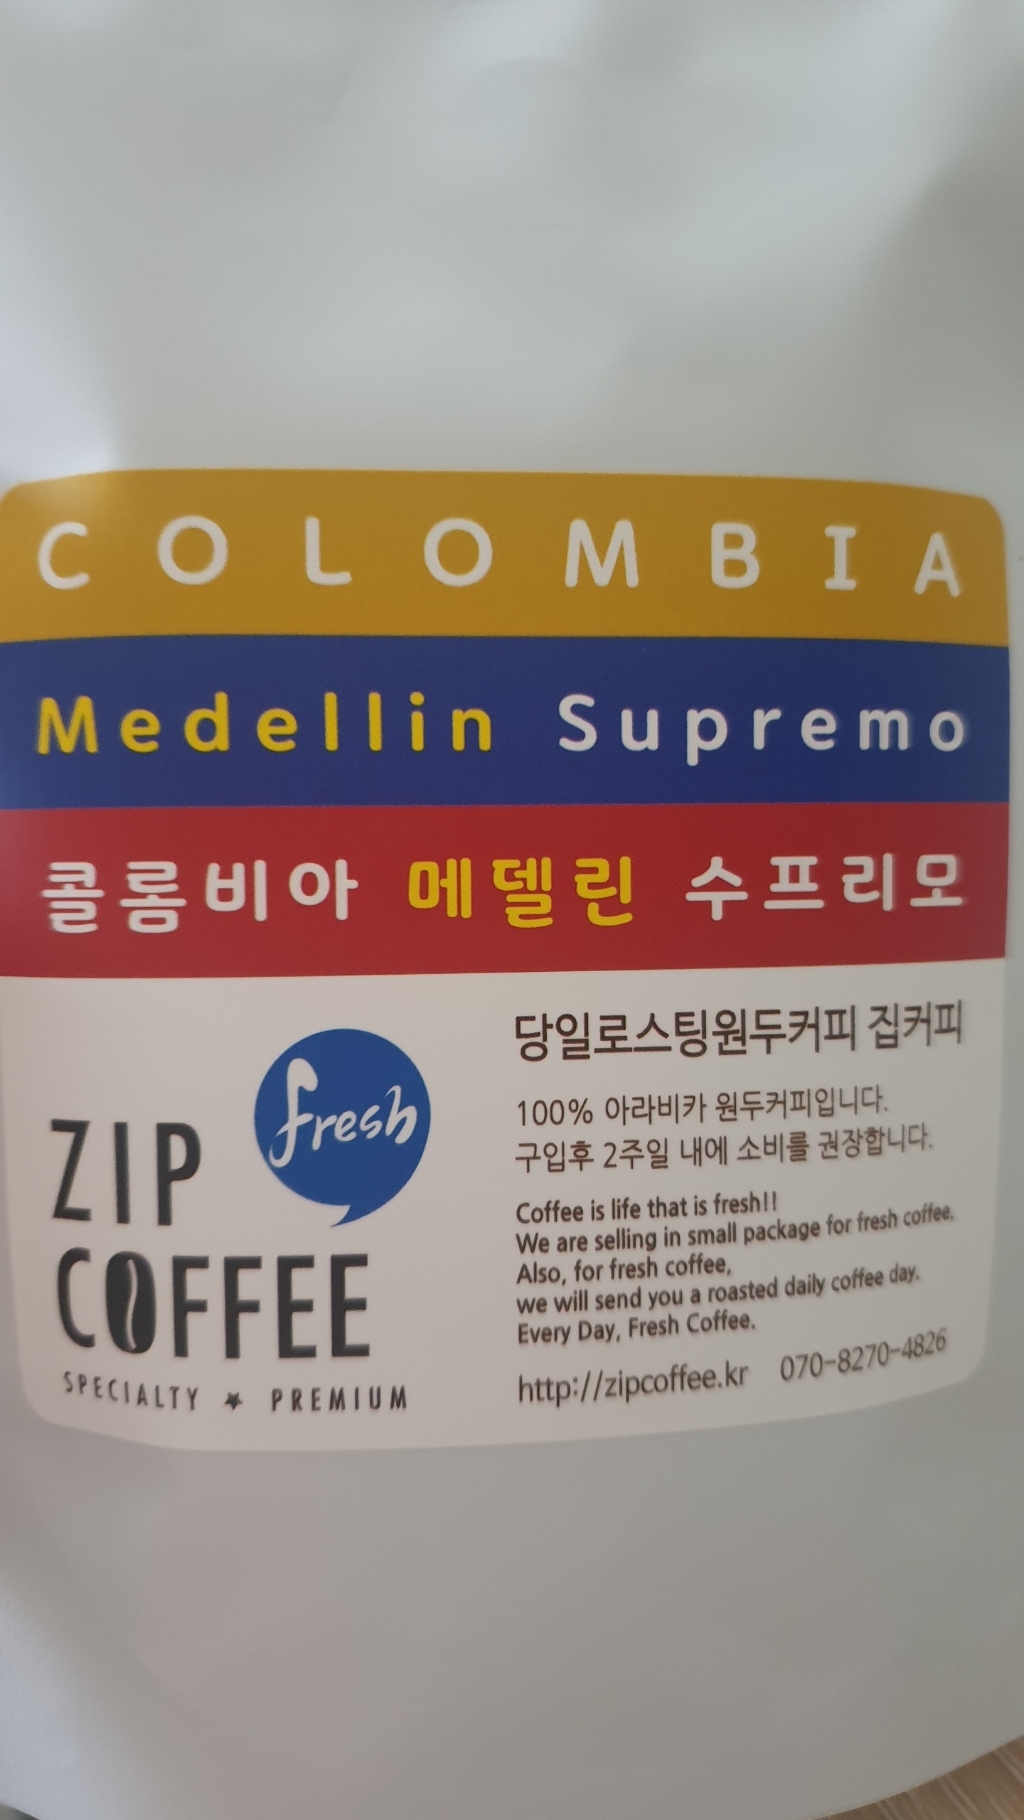 COLOMBIA
Medellin Supremo
콜롬비아 메델린 수프리모
fresh
ZIP
COFFEE
SPECIALTY ★ PREMIUM
당일로스팅원두커피 집커피
100% 아라비카 원두커피입니다.
구입후 2주일 내에 소비를 권장합니다.
Coffee is life that is fresh!!
We are selling in small package for fresh coffee.
Also, for fresh coffee,
we will send you a roasted daily coffee day.
Every Day, Fresh Coffee.
http://zipcoffee.kr 070-8270-4826